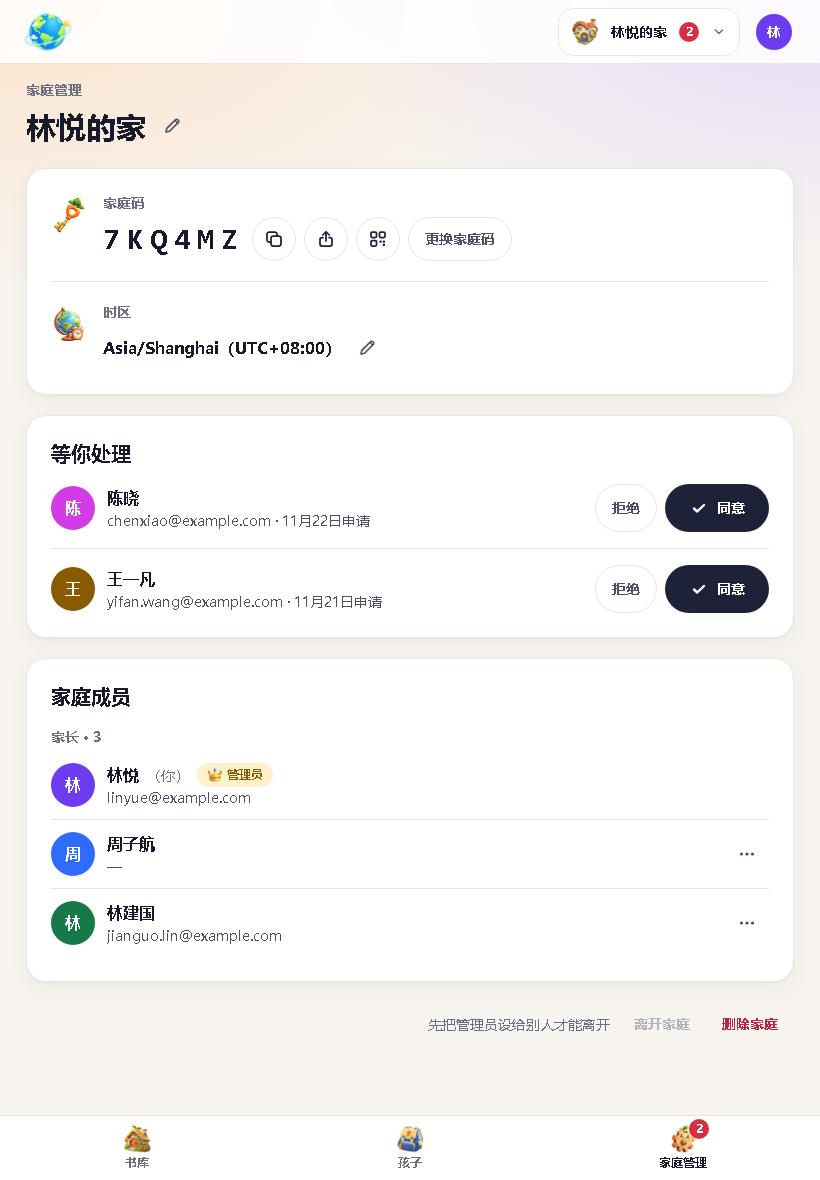 林悦的家 2 林
家庭管理
林悦的家
家庭码
7KQ4MZ 更换家庭码
时区
Asia/Shanghai (UTC+08:00)
等你处理
陈 陈晓
chenxiao@example.com · 11月22日申请
拒绝 同意
王 王一凡
yifan.wang@example.com · 11月21日申请
拒绝 同意
家庭成员
家长 • 3
林 林悦 (你) 管理员
linyue@example.com
周 周子航
—
林 林建国
jianguo.lin@example.com
先把管理员设给别人才能离开 离开家庭 删除家庭
2
书库 孩子 家庭管理